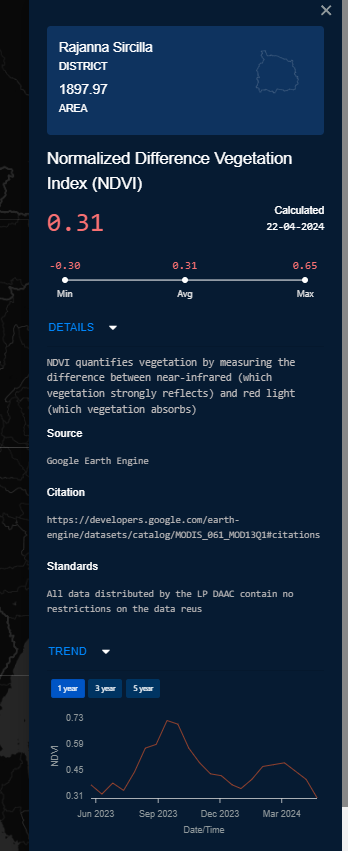 Rajanna Sircilla
DISTRICT
1897.97
AREA
Normalized Difference Vegetation
Index (NDVI)
0.31
Calculated
22-04-2024
-0.30 0.31 0.65
Min Avg Max
DETAILS
NDVI quantifies vegetation by measuring the
difference between near-infrared (which
vegetation strongly reflects) and red light
(which vegetation absorbs)
Source
Google Earth Engine
Citation
https://developers.google.com/earth-
engine/datasets/catalog/MODIS_061_MOD13Q1#citations
Standards
All data distributed by the LP DAAC contain no
restrictions on the data reus
TREND
1 year 3 year 5 year
0.73
0.59
0.45
0.31
NDVI
Jun 2023 Sep 2023 Dec 2023 Mar 2024
Date/Time